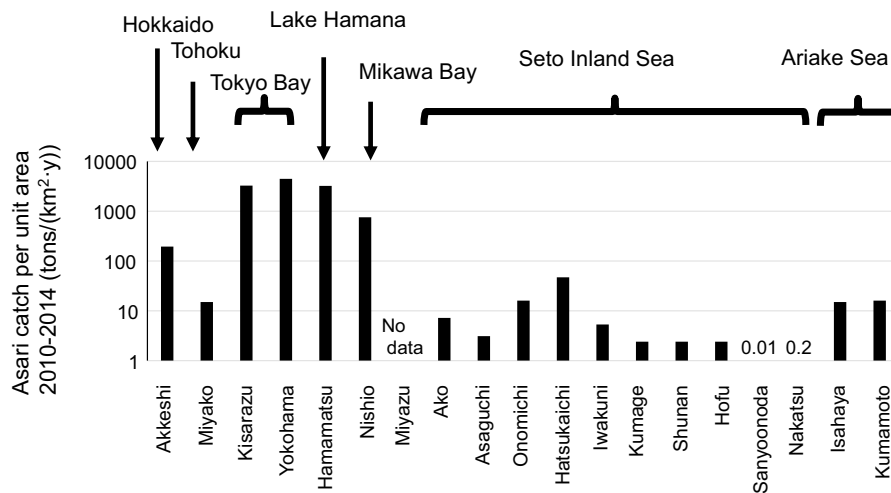 Hokkaido
Tohoku
Tokyo Bay
Lake Hamana
Mikawa Bay
Seto Inland Sea
Ariake Sea
Asari catch per unit area
2010-2014 (tons/(km²·y))
10000
1000
100
10
1
No
data
0.01
0.2
Akkeshi
Miyako
Kisarazu
Yokohama
Hamamatsu
Nishio
Miyazu
Ako
Asaguchi
Onomichi
Hatsukaichi
Iwakuni
Kumage
Shunan
Hofu
Sanyoonoda
Nakatsu
Isahaya
Kumamoto